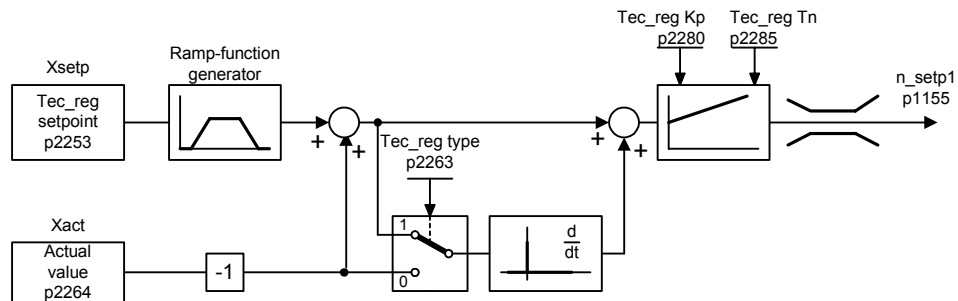 Tec_reg Kp
p2280
Tec_reg Tn
p2285
Xsetp
Ramp-function
generator
n_setp1
p1155
Tec_reg
setpoint
p2253
+
+
+
+
Tec_reg type
p2263
Xact
Actual
value
p2264
-1
1
0
d
dt